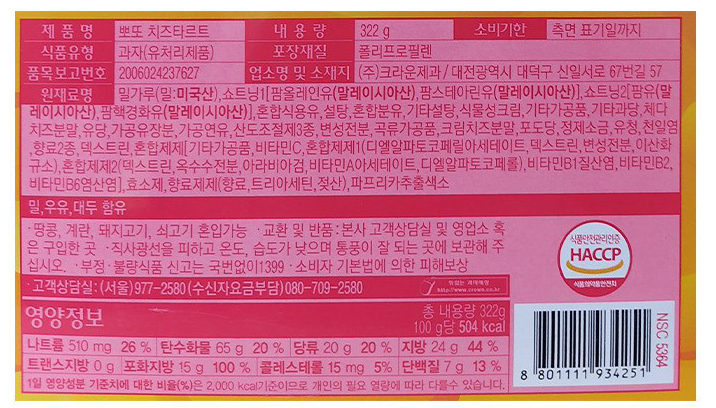 제 품 명 뽀또 치즈타르트 내 용 량 322 g 소비기한 측면 표기일까지
식품유형 과자(유처리제품) 포장재질 폴리프로필렌
품목보고번호 2006024237627 업소명 및 소재지 (주)크라운제과/대전광역시 대덕구 신일서로 67번길 57
원재료명 밀가루(밀:미국산),쇼트닝1[팜올레인유(말레이시아산),팜스테아린유(말레이시아산)],쇼트닝2[팜유(말
레이시아산),팜핵경화유(말레이시아산)],혼합식용유,설탕,혼합분유,기타설탕,식물성크림,기타가공품,기타과당,체다
치즈분말,유당,가공유장분,가공연유,산도조절제3종,변성전분,곡류가공품,크림치즈분말,포도당,정제소금,유청,천일염
,향료2종,덱스트린,혼합제제[기타가공품,비타민C,혼합제제1(디엘알파토코페릴아세테이트,덱스트린,변성전분,이산화
규소),혼합제제2(덱스트린,옥수수전분,아라비아검,비타민A아세테이트,디엘알파토코페롤),비타민B1질산염,비타민B2,
비타민B6염산염],효소제,향료제제(향료,트리아세틴,젖산),파프리카추출색소
밀,우유,대두 함유
·땅콩, 계란, 돼지고기, 쇠고기 혼입가능 ·교환 및 반품:본사 고객상담실 및 영업소 혹
은 구입한 곳 ·직사광선을 피하고 온도, 습도가 낮으며 통풍이 잘 되는 곳에 보관해 주
십시오. ·부정·불량식품 신고는 국번없이1399 ·소비자 기본법에 의한 피해보상
·고객상담실:(서울)977-2580(수신자요금부담)080-709-2580
맛있는 과자예찬
http://www.crown.co.kr
식품안전관리인증
HACCP
식품의약품안전처
영양정보 총 내용량 322g
100 g당 504 kcal
나트륨 510 mg 26 % 탄수화물 65 g 20 % 당류 20 g 20 % 지방 24 g 44 %
트랜스지방 0 g 포화지방 15 g 100 % 콜레스테롤 15 mg 5% 단백질 7 g 13 %
1일 영양성분 기준치에 대한 비율(%)은 2,000 kcal기준이므로 개인의 필요 열량에 따라 다를수 있습니다.
NSC 5364
8 801111 934251